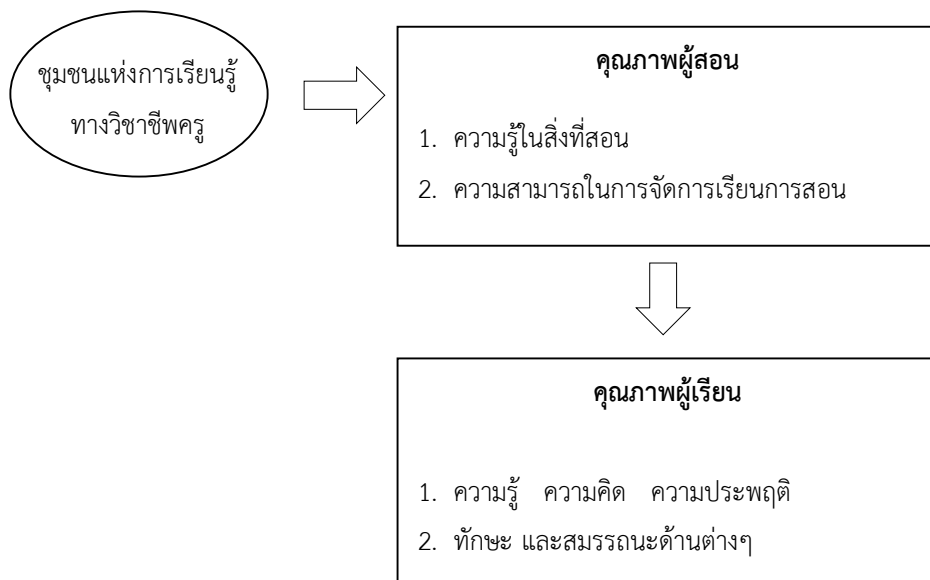 ชุมชนแห่งการเรียนรู้
ทางวิชาชีพครู
คุณภาพผู้สอน
1. ความรู้ในสิ่งที่สอน
2. ความสามารถในการจัดการเรียนการสอน
คุณภาพผู้เรียน
1. ความรู้ ความคิด ความประพฤติ
2. ทักษะ และสมรรถนะด้านต่างๆ